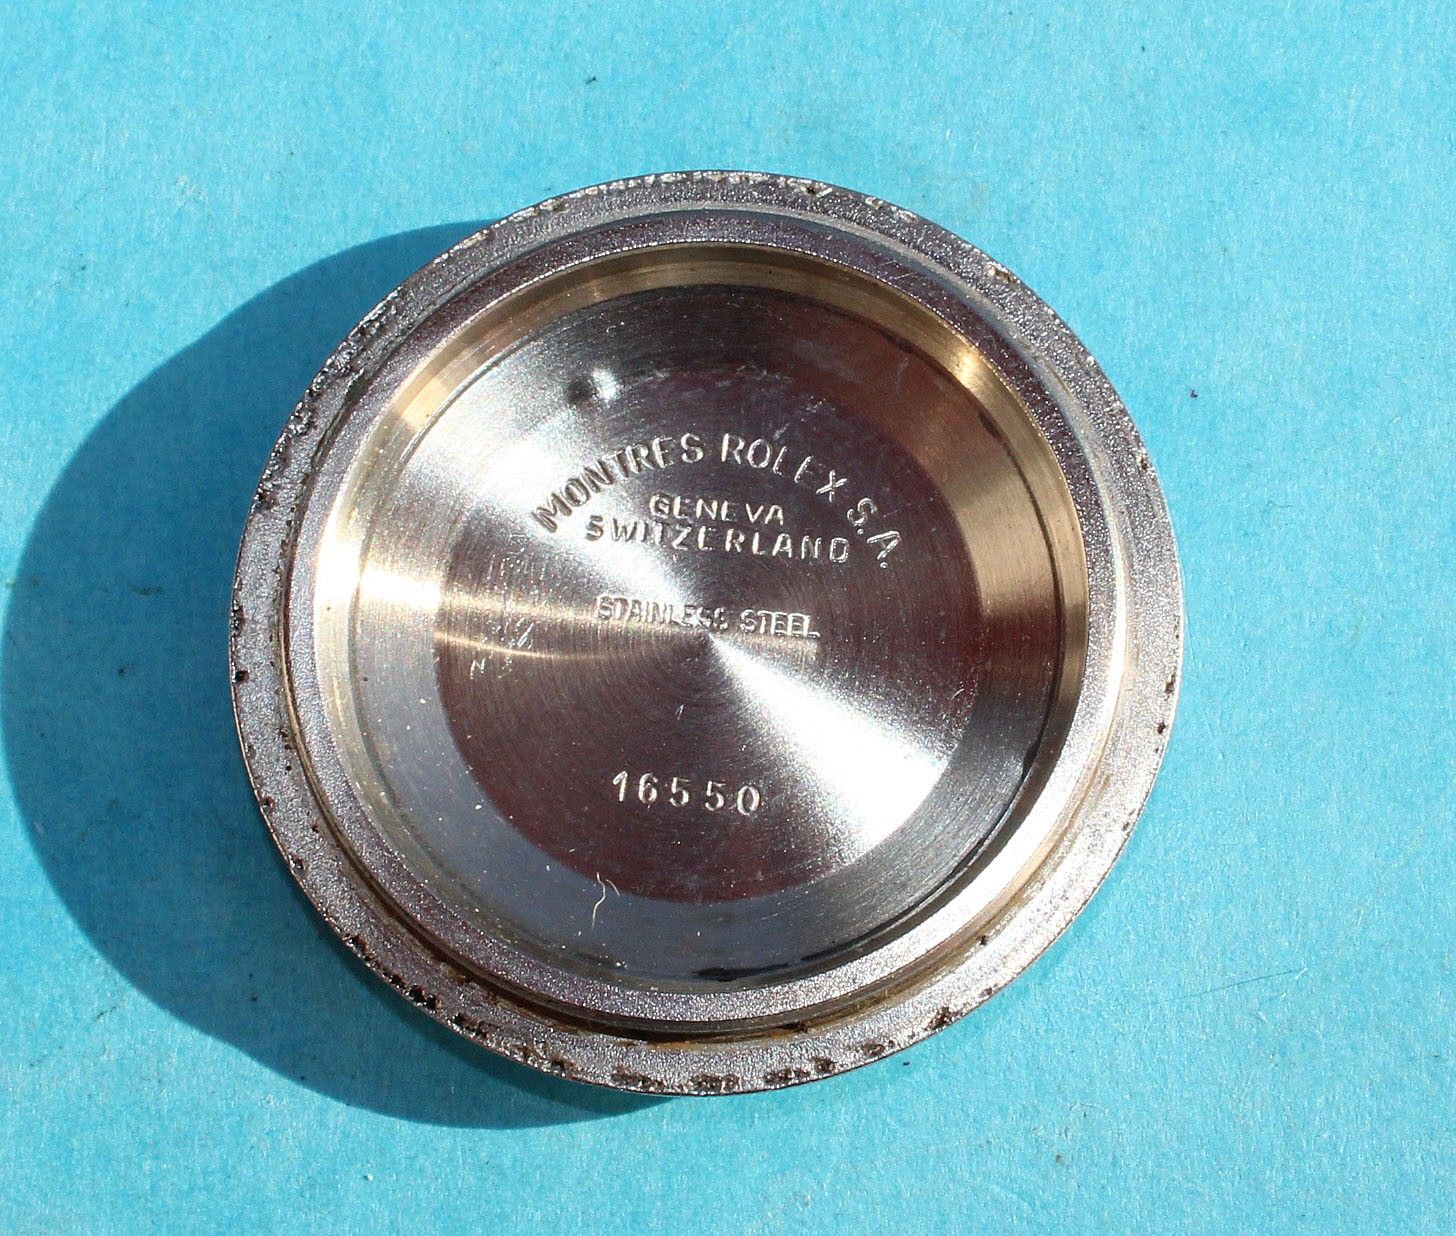 MONTRES ROLEX S.A.
GENEVA
SWITZERLAND
STAINLESS STEEL
16550